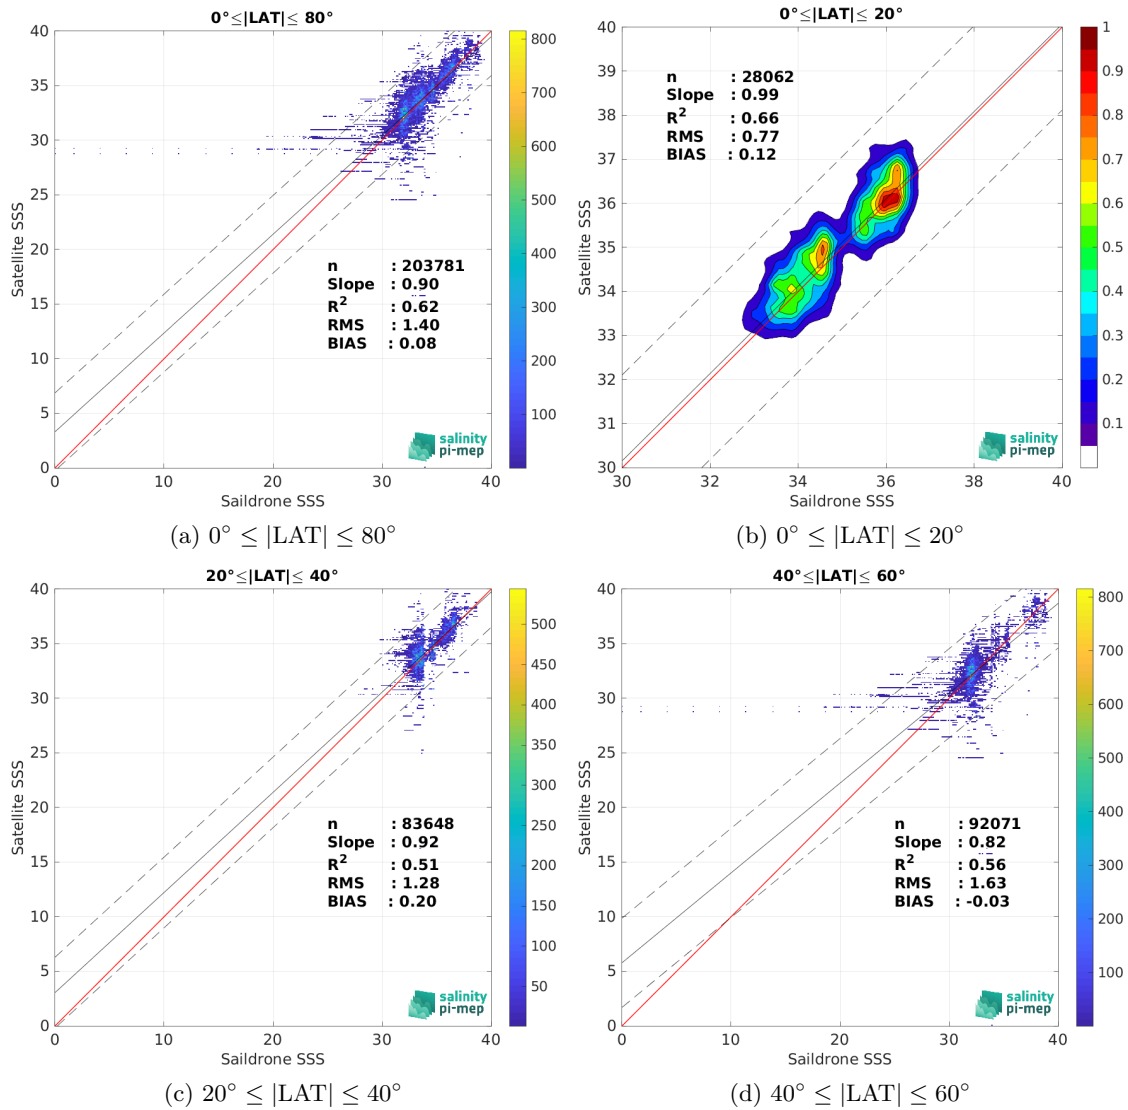 0°≤|LAT|≤ 80°
40
35
30
25
20
15
10
5
0
0
10
20
30
40
Satellite SSS
Saildrone SSS
n : 203781
Slope : 0.90
R2 : 0.62
RMS : 1.40
BIAS : 0.08
salinity
pi-mep
800
700
600
500
400
300
200
100
(a) 0° ≤ |LAT| ≤ 80°
0°≤|LAT|≤ 20°
40
39
38
37
36
35
34
33
32
31
30
30
32
34
36
38
40
Satellite SSS
Saildrone SSS
n : 28062
Slope : 0.99
R2 : 0.66
RMS : 0.77
BIAS : 0.12
salinity
pi-mep
1
0.9
0.8
0.7
0.6
0.5
0.4
0.3
0.2
0.1
(b) 0° ≤ |LAT| ≤ 20°
20°≤|LAT|≤ 40°
40
35
30
25
20
15
10
5
0
0
10
20
30
40
Satellite SSS
Saildrone SSS
n : 83648
Slope : 0.92
R2 : 0.51
RMS : 1.28
BIAS : 0.20
salinity
pi-mep
500
450
400
350
300
250
200
150
100
50
(c) 20° ≤ |LAT| ≤ 40°
40°≤|LAT|≤ 60°
40
35
30
25
20
15
10
5
0
0
10
20
30
40
Satellite SSS
Saildrone SSS
n : 92071
Slope : 0.82
R2 : 0.56
RMS : 1.63
BIAS : -0.03
salinity
pi-mep
800
700
600
500
400
300
200
100
(d) 40° ≤ |LAT| ≤ 60°